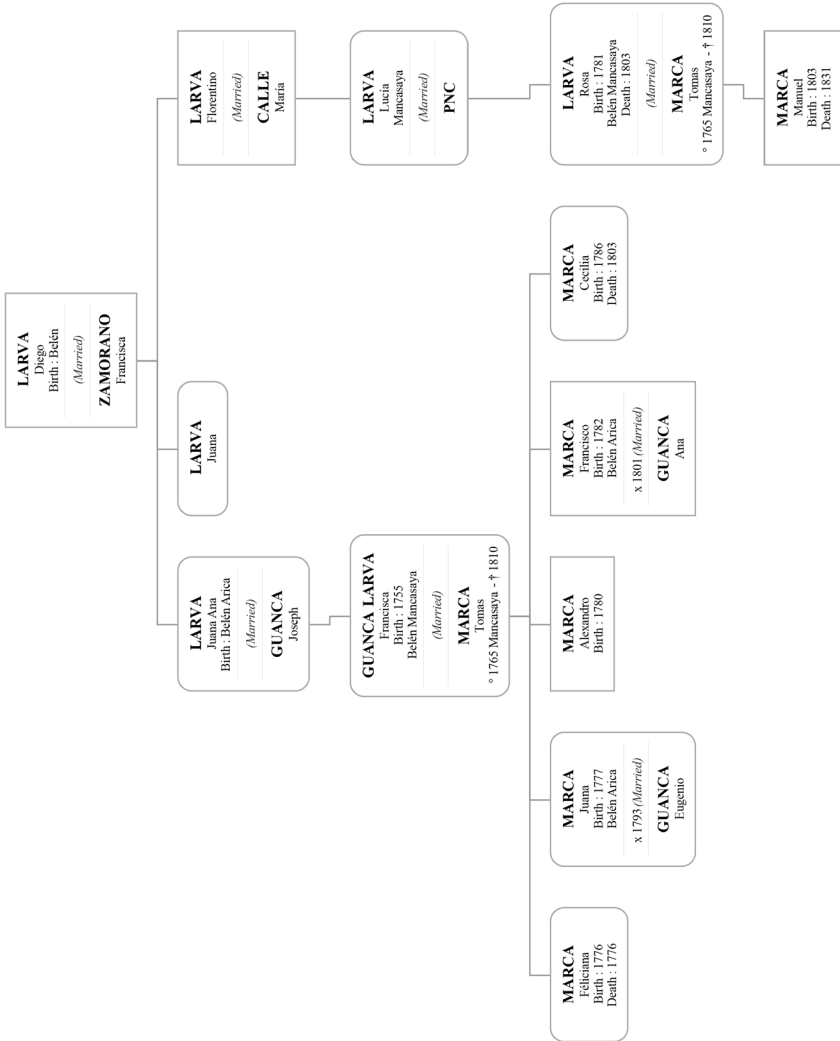 LARVA
Diego
Birth : Belén
(Married)
ZAMORANO
Francisca
LARVA
Juana Ana
Birth : Belén Arica
(Married)
GUANCA
Joseph
LARVA
Juana
LARVA
Florentino
(Married)
CALLE
Maria
GUANCA LARVA
Francisca
Birth : 1755
Belén Mancasaya
(Married)
MARCA
Tomas
° 1765 Mancasaya - † 1810
LARVA
Lucía
Mancasaya
(Married)
PNC
MARCA
Féliciana
Birth : 1776
Death : 1776
MARCA
Juana
Birth : 1777
Belén Arica
x 1793 (Married)
GUANCA
Eugenio
MARCA
Alexandro
Birth : 1780
MARCA
Francisco
Birth : 1782
Belén Arica
x 1801 (Married)
GUANCA
Ana
MARCA
Cecilia
Birth : 1786
Death : 1803
LARVA
Rosa
Birth : 1781
Belén Mancasaya
Death : 1803
(Married)
MARCA
Tomas
° 1765 Mancasaya - † 1810
MARCA
Manuel
Birth : 1803
Death : 1831